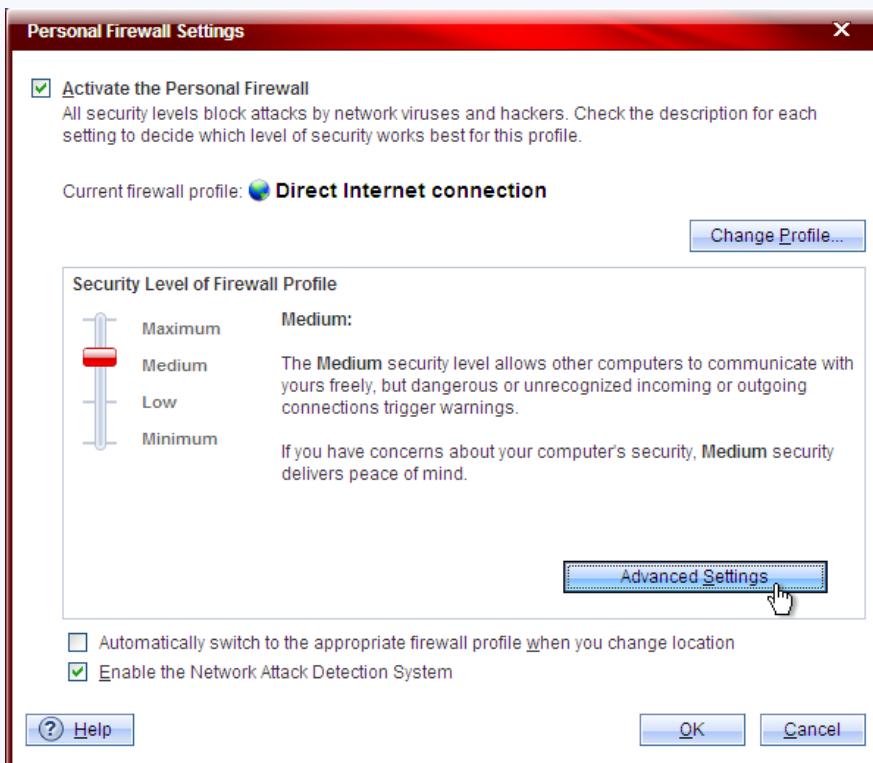 Personal Firewall Settings
Activate the Personal Firewall
All security levels block attacks by network viruses and hackers. Check the description for each
setting to decide which level of security works best for this profile.
Current firewall profile: Direct Internet connection
Change Profile...
Security Level of Firewall Profile
Maximum
Medium
Low
Minimum
Medium:
The Medium security level allows other computers to communicate with
yours freely, but dangerous or unrecognized incoming or outgoing
connections trigger warnings.
If you have concerns about your computer's security, Medium security
delivers peace of mind.
Advanced Settings
Automatically switch to the appropriate firewall profile when you change location
Enable the Network Attack Detection System
? Help
OK
Cancel